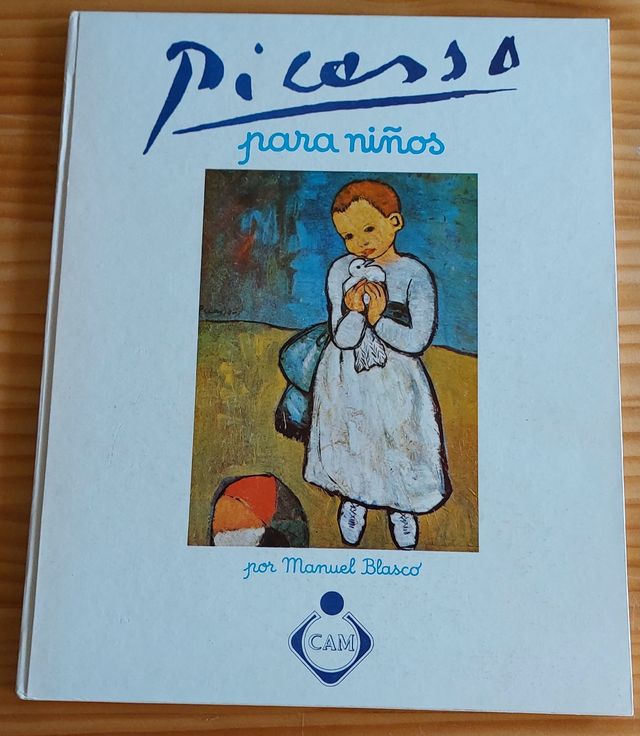 Picasso
para niños
por Manuel Blasco
CAM